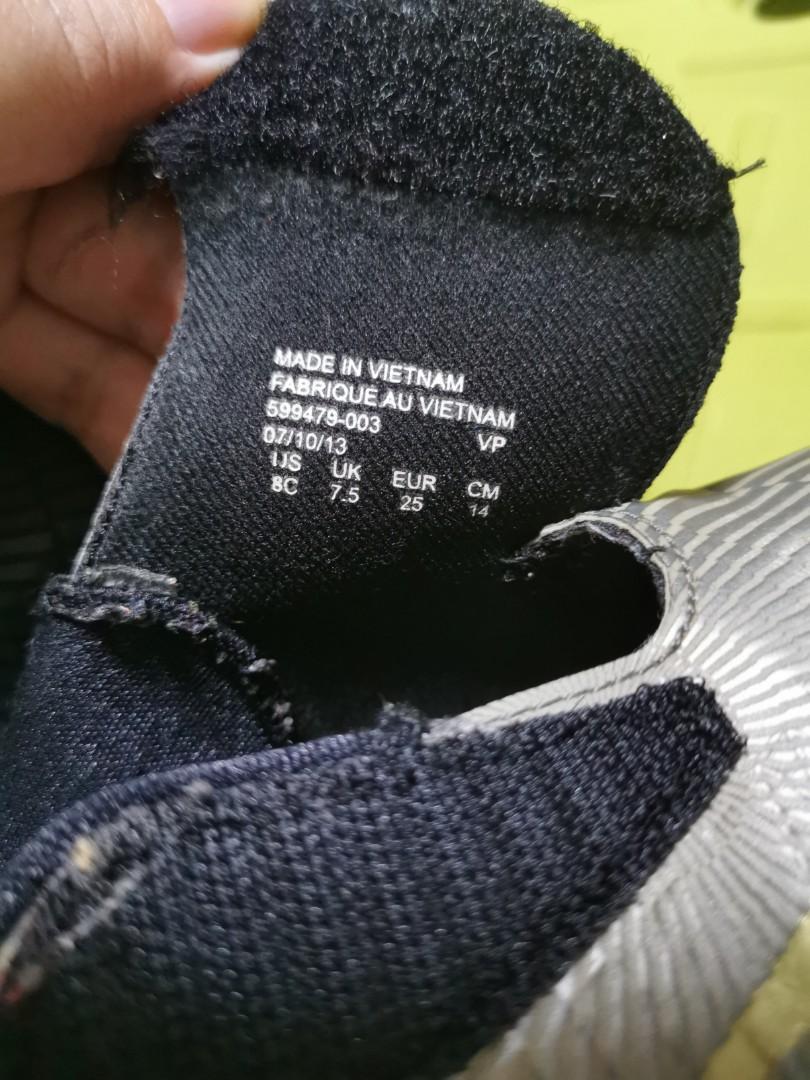 MADE IN VIETNAM
FABRIQUE AU VIETNAM
599479-003 VP
07/10/13
US UK EUR CM
8C 7.5 25 14